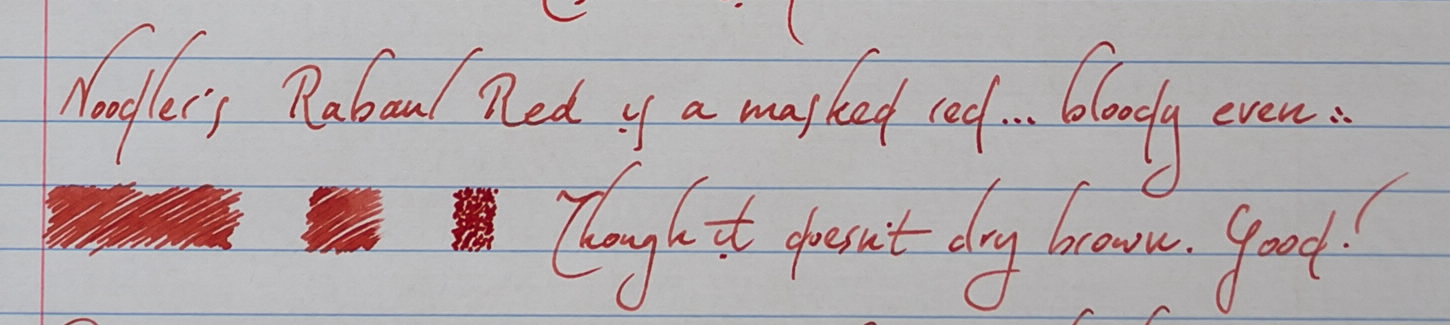 Noodler's Rabaul Red is a masked red... bloody even..
Though it doesn't dry brown. Good!